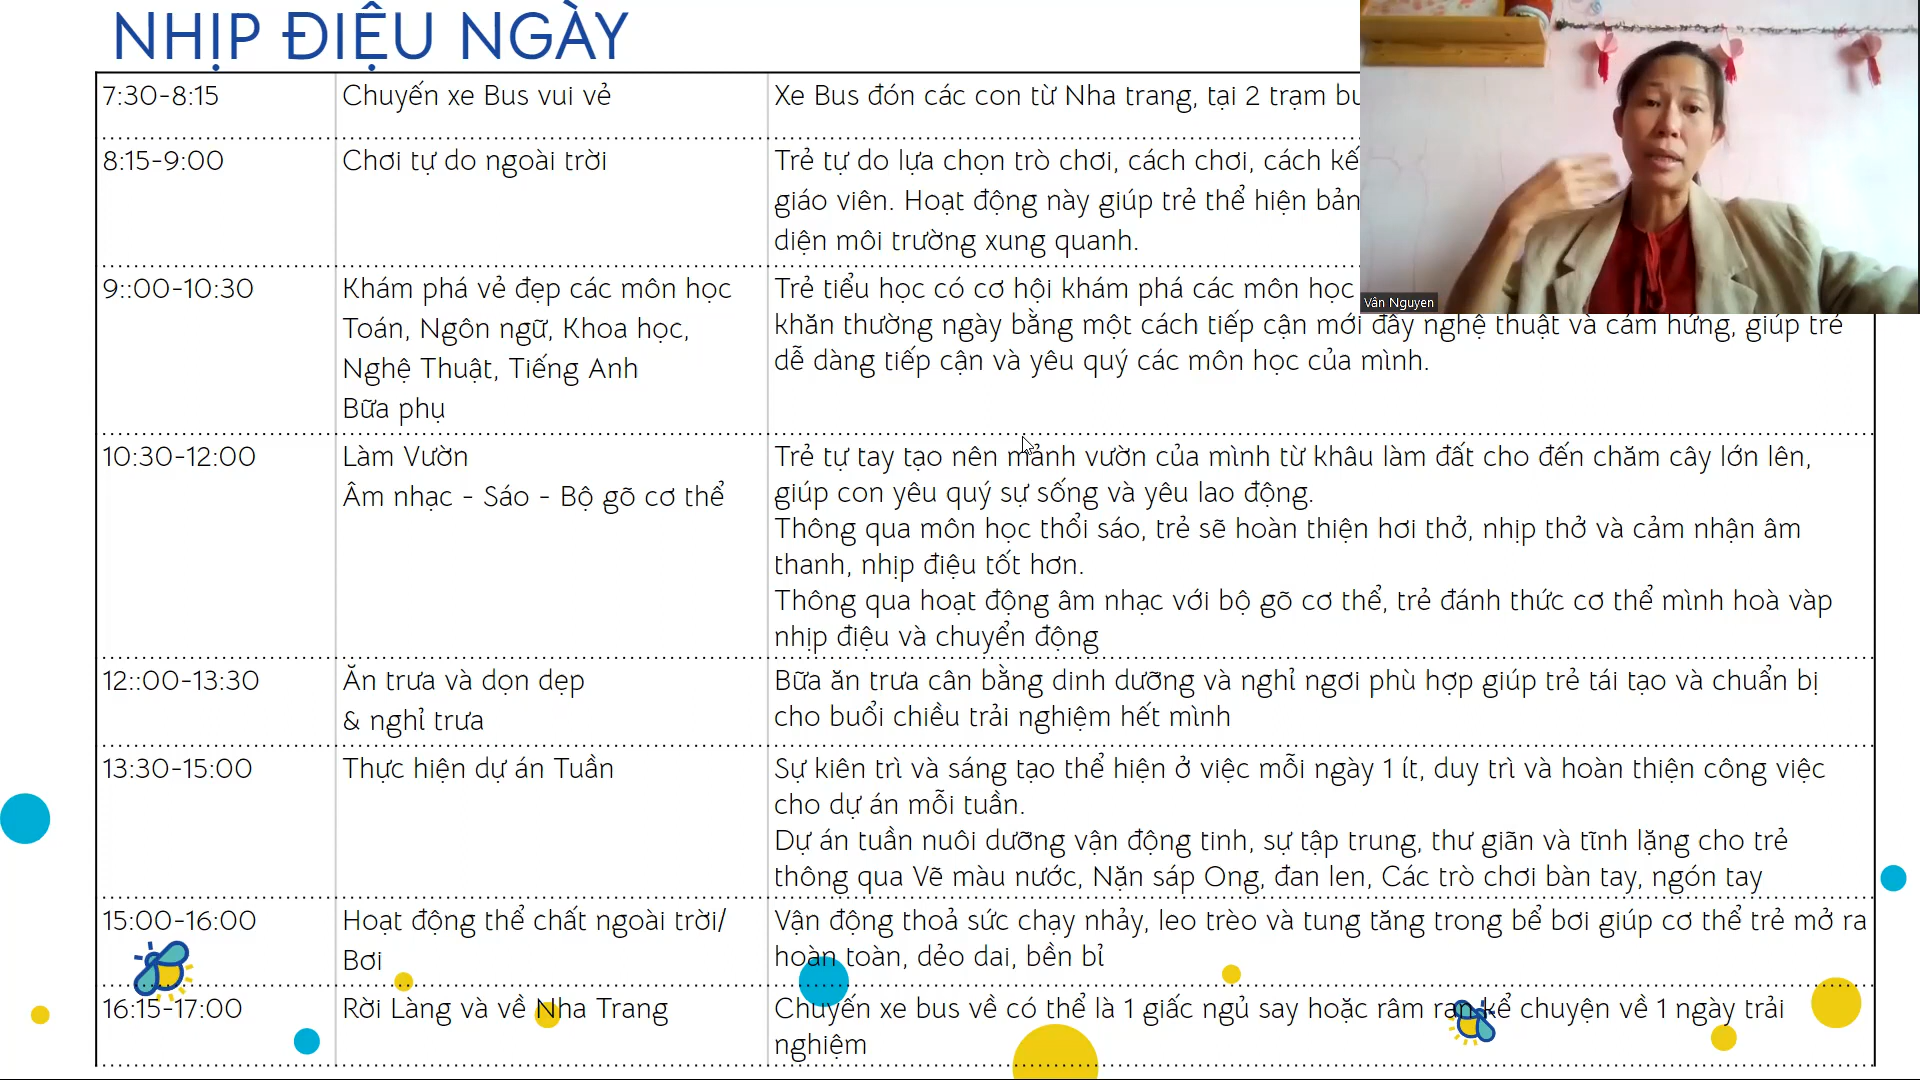 NHỊP ĐIỆU NGÀY
7:30-8:15
Chuyến xe Bus vui vẻ
Xe Bus đón các con từ Nha trang, tại 2 trạm
8:15-9:00
Chơi tự do ngoài trời
Trẻ tự do lựa chọn trò chơi, cách chơi, cách
giáo viên. Hoạt động này giúp trẻ thể hiện bản
diện môi trường xung quanh.
9::00-10:30
Khám phá vẻ đẹp các môn học
Toán, Ngôn ngữ, Khoa học,
Nghệ Thuật, Tiếng Anh
Bữa phụ
Trẻ tiểu học có cơ hội khám phá các môn học
khăn thường ngày bằng một cách tiếp cận mới đầy nghệ thuật và cảm hứng, giúp trẻ
dễ dàng tiếp cận và yêu quý các môn học của mình.
10:30-12:00
Làm Vườn
Âm nhạc - Sáo - Bộ gõ cơ thể
Trẻ tự tay tạo nên mảnh vườn của mình từ khâu làm đất cho đến chăm cây lớn lên,
giúp con yêu quý sự sống và yêu lao động.
Thông qua môn học thổi sáo, trẻ sẽ hoàn thiện hơi thở, nhịp thở và cảm nhận âm
thanh, nhịp điệu tốt hơn.
Thông qua hoạt động âm nhạc với bộ gõ cơ thể, trẻ đánh thức cơ thể mình hoà vàp
nhịp điệu và chuyển động
12::00-13:30
Ăn trưa và dọn dẹp
& nghỉ trưa
Bữa ăn trưa cân bằng dinh dưỡng và nghỉ ngơi phù hợp giúp trẻ tái tạo và chuẩn bị
cho buổi chiều trải nghiệm hết mình
13:30-15:00
Thực hiện dự án Tuần
Sự kiên trì và sáng tạo thể hiện ở việc mỗi ngày 1 ít, duy trì và hoàn thiện công việc
cho dự án mỗi tuần.
Dự án tuần nuôi dưỡng vận động tinh, sự tập trung, thư giãn và tĩnh lặng cho trẻ
thông qua Vẽ màu nước, Nặn sáp Ong, đan len, Các trò chơi bàn tay, ngón tay
15:00-16:00
Hoạt động thể chất ngoài trời/
Bơi
Vận động thoả sức chạy nhảy, leo trèo và tung tăng trong bể bơi giúp cơ thể trẻ mở ra
hoàn toàn, dẻo dai, bền bỉ
16:15-17:00
Rời Làng và về Nha Trang
Chuyến xe bus về có thể là 1 giấc ngủ say hoặc râm ran kể chuyện về 1 ngày trải
nghiệm
Vân Nguyen